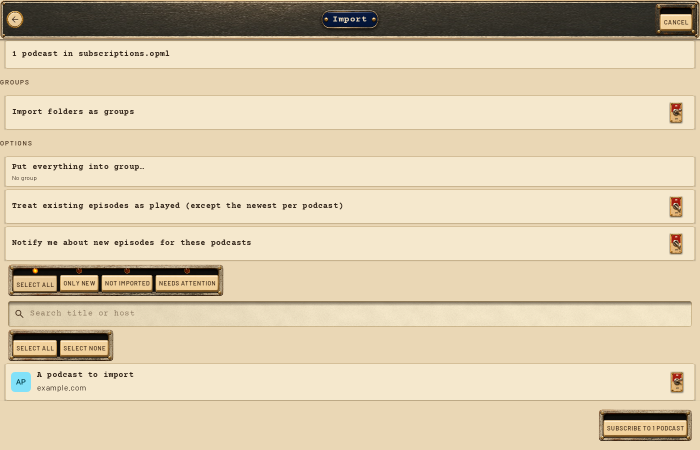 Import
CANCEL
1 podcast in subscriptions.opml
GROUPS
Import folders as groups
OPTIONS
Put everything into group…
No group
Treat existing episodes as played (except the newest per podcast)
Notify me about new episodes for these podcasts
SELECT ALL ONLY NEW NOT IMPORTED NEEDS ATTENTION
Search title or host
SELECT ALL SELECT NONE
AP
A podcast to import
example.com
SUBSCRIBE TO 1 PODCAST